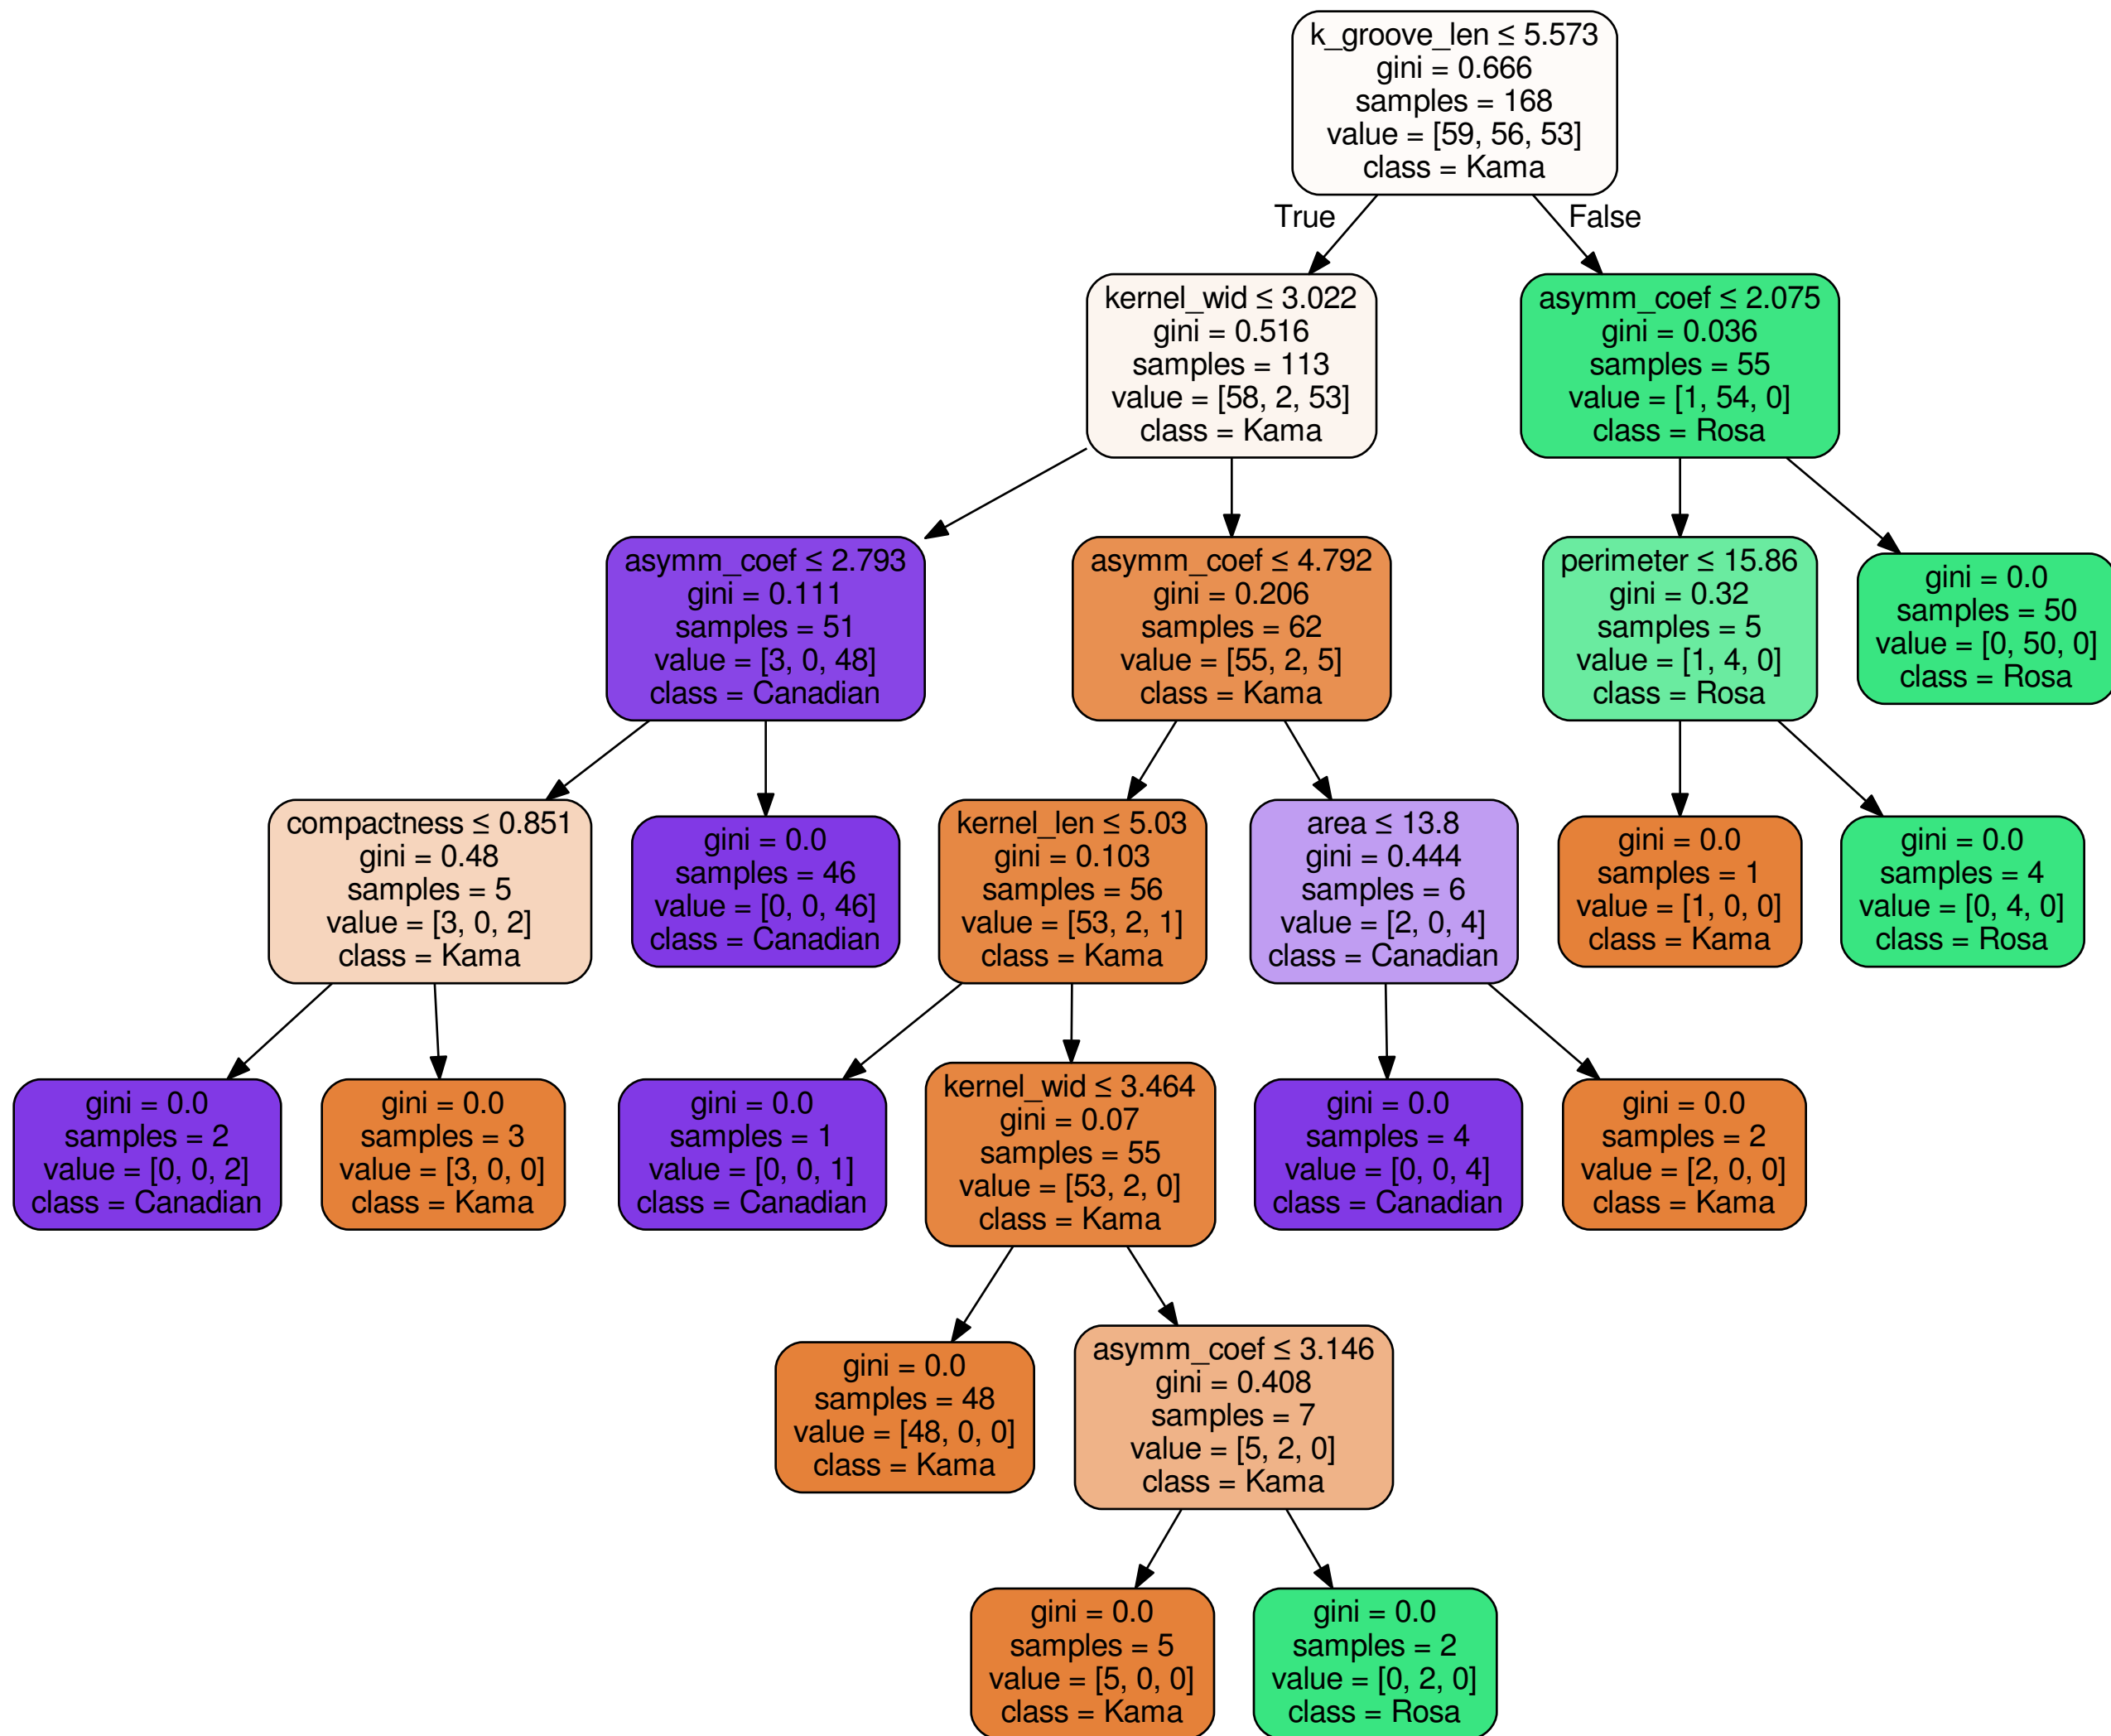 k_groove_len ≤ 5.573
gini = 0.666
samples = 168
value = [59, 56, 53]
class = Kama
True
False
kernel_wid ≤ 3.022
gini = 0.516
samples = 113
value = [58, 2, 53]
class = Kama
asymm_coef ≤ 2.075
gini = 0.036
samples = 55
value = [1, 54, 0]
class = Rosa
asymm_coef ≤ 2.793
gini = 0.111
samples = 51
value = [3, 0, 48]
class = Canadian
asymm_coef ≤ 4.792
gini = 0.206
samples = 62
value = [55, 2, 5]
class = Kama
perimeter ≤ 15.86
gini = 0.32
samples = 5
value = [1, 4, 0]
class = Rosa
gini = 0.0
samples = 50
value = [0, 50, 0]
class = Rosa
compactness ≤ 0.851
gini = 0.48
samples = 5
value = [3, 0, 2]
class = Kama
gini = 0.0
samples = 46
value = [0, 0, 46]
class = Canadian
kernel_len ≤ 5.03
gini = 0.103
samples = 56
value = [53, 2, 1]
class = Kama
area ≤ 13.8
gini = 0.444
samples = 6
value = [2, 0, 4]
class = Canadian
gini = 0.0
samples = 1
value = [1, 0, 0]
class = Kama
gini = 0.0
samples = 4
value = [0, 4, 0]
class = Rosa
gini = 0.0
samples = 2
value = [0, 0, 2]
class = Canadian
gini = 0.0
samples = 3
value = [3, 0, 0]
class = Kama
gini = 0.0
samples = 1
value = [0, 0, 1]
class = Canadian
kernel_wid ≤ 3.464
gini = 0.07
samples = 55
value = [53, 2, 0]
class = Kama
gini = 0.0
samples = 4
value = [0, 0, 4]
class = Canadian
gini = 0.0
samples = 2
value = [2, 0, 0]
class = Kama
gini = 0.0
samples = 48
value = [48, 0, 0]
class = Kama
asymm_coef ≤ 3.146
gini = 0.408
samples = 7
value = [5, 2, 0]
class = Kama
gini = 0.0
samples = 5
value = [5, 0, 0]
class = Kama
gini = 0.0
samples = 2
value = [0, 2, 0]
class = Rosa